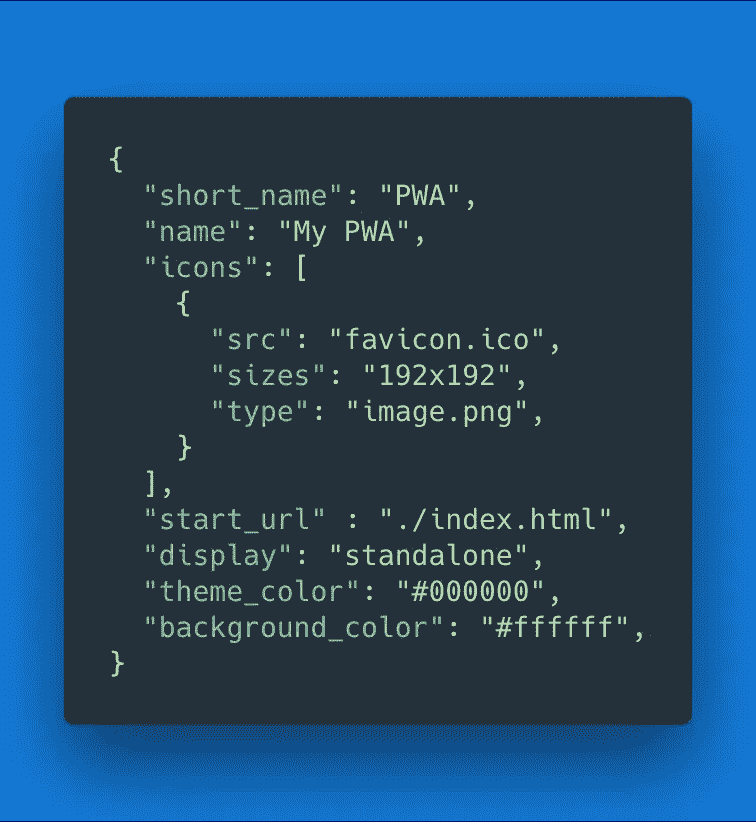 {
  "short_name": "PWA",
  "name": "My PWA",
  "icons": [
    {
      "src": "favicon.ico",
      "sizes": "192x192",
      "type": "image.png",
    }
  ],
  "start_url" : "./index.html",
  "display": "standalone",
  "theme_color": "#000000",
  "background_color": "#ffffff",
}